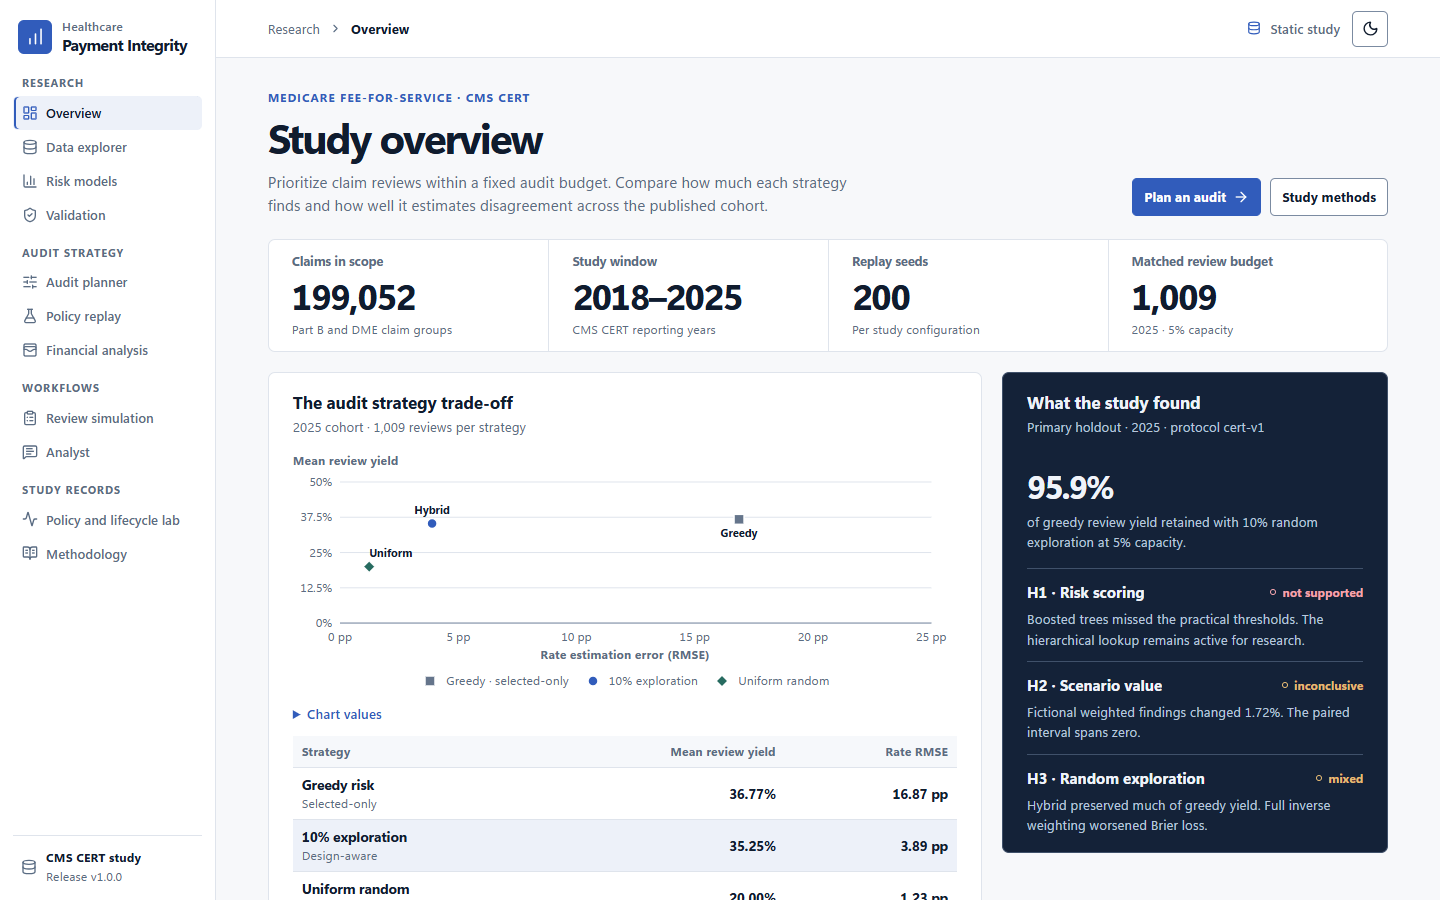 Healthcare
Payment Integrity
RESEARCH
Overview
Data explorer
Risk models
Validation
AUDIT STRATEGY
Audit planner
Policy replay
Financial analysis
WORKFLOWS
Review simulation
Analyst
STUDY RECORDS
Policy and lifecycle lab
Methodology
CMS CERT study
Release v1.0.0
Research > Overview
Static study
MEDICARE FEE-FOR-SERVICE · CMS CERT
Study overview
Prioritize claim reviews within a fixed audit budget. Compare how much each strategy
finds and how well it estimates disagreement across the published cohort.
Plan an audit →
Study methods
Claims in scope
199,052
Part B and DME claim groups
Study window
2018–2025
CMS CERT reporting years
Replay seeds
200
Per study configuration
Matched review budget
1,009
2025 · 5% capacity
The audit strategy trade-off
2025 cohort · 1,009 reviews per strategy
Mean review yield
50%
37.5%
25%
12.5%
0%
Hybrid
Greedy
Uniform
0 pp 5 pp 10 pp 15 pp 20 pp 25 pp
Rate estimation error (RMSE)
Greedy · selected-only 10% exploration Uniform random
Chart values
Strategy Mean review yield Rate RMSE
Greedy risk
Selected-only
36.77% 16.87 pp
10% exploration
Design-aware
35.25% 3.89 pp
Uniform random
20.00% 1.23 pp
What the study found
Primary holdout · 2025 · protocol cert-v1
95.9%
of greedy review yield retained with 10% random
exploration at 5% capacity.
H1 · Risk scoring not supported
Boosted trees missed the practical thresholds. The
hierarchical lookup remains active for research.
H2 · Scenario value inconclusive
Fictional weighted findings changed 1.72%. The paired
interval spans zero.
H3 · Random exploration mixed
Hybrid preserved much of greedy yield. Full inverse
weighting worsened Brier loss.